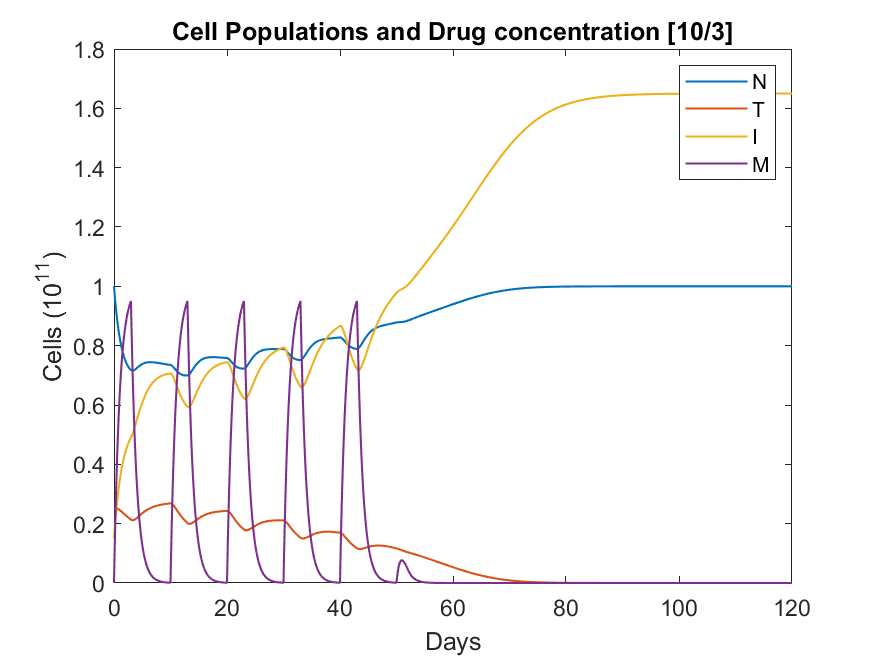 Cell Populations and Drug concentration [10/3]
1.8
1.6
1.4
1.2
1
0.8
0.6
0.4
0.2
0
Cells (10^11)
N
T
I
M
0 20 40 60 80 100 120
Days